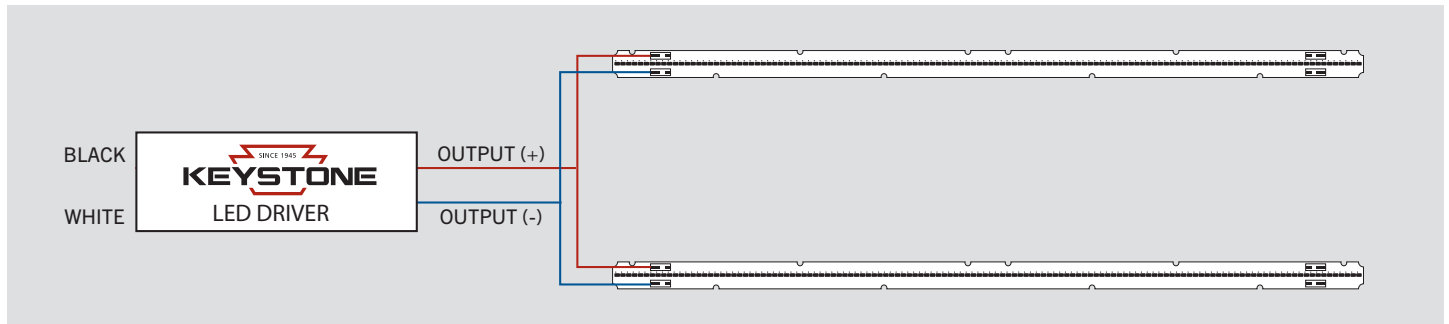 BLACK
SINCE 1945
KEYSTONE
LED DRIVER
WHITE
OUTPUT (+)
OUTPUT (-)